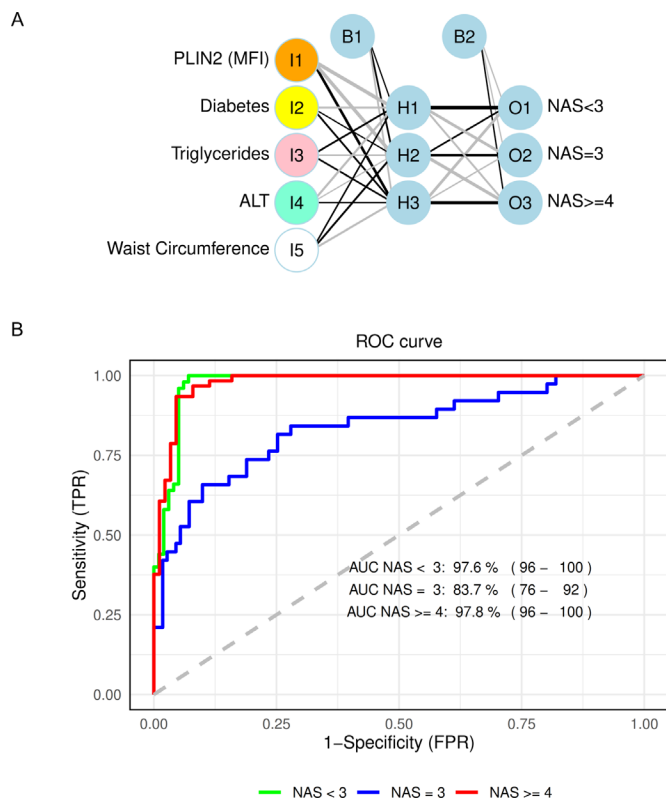 A
B1 B2
PLIN2 (MFI) I1
Diabetes I2 H1 O1 NAS<3
Triglycerides I3 H2 O2 NAS=3
ALT I4 H3 O3 NAS>=4
Waist Circumference I5
B
ROC curve
Sensitivity (TPR)
1.00
0.75
0.50
0.25
0.00
AUC NAS < 3: 97.6 % ( 96 − 100 )
AUC NAS = 3: 83.7 % ( 76 − 92 )
AUC NAS >= 4: 97.8 % ( 96 − 100 )
0.00 0.25 0.50 0.75 1.00
1−Specificity (FPR)
NAS < 3 NAS = 3 NAS >= 4